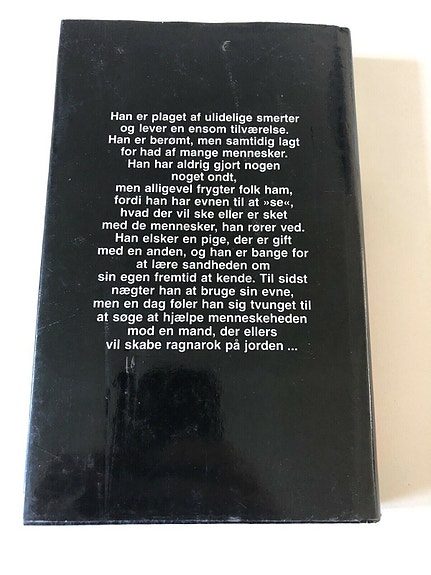 Han er plaget af ulidelige smerter
og lever en ensom tilværelse.
Han er berømt, men samtidig lagt
for had af mange mennesker.
Han har aldrig gjort nogen
noget ondt,
men alligevel frygter folk ham,
fordi han har evnen til at »se«,
hvad der vil ske eller er sket
med de mennesker, han rører ved.
Han elsker en pige, der er gift
med en anden, og han er bange for
at lære sandheden om
sin egen fremtid at kende. Til sidst
nægter han at bruge sin evne,
men en dag føler han sig tvunget til
at søge at hjælpe menneskeheden
mod en mand, der ellers
vil skabe ragnarok på jorden ...